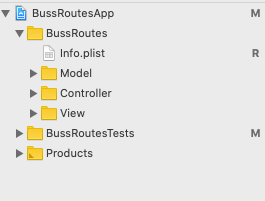 BussRoutesApp M
BussRoutes
Info.plist R
Model
Controller
View
BussRoutesTests M
Products